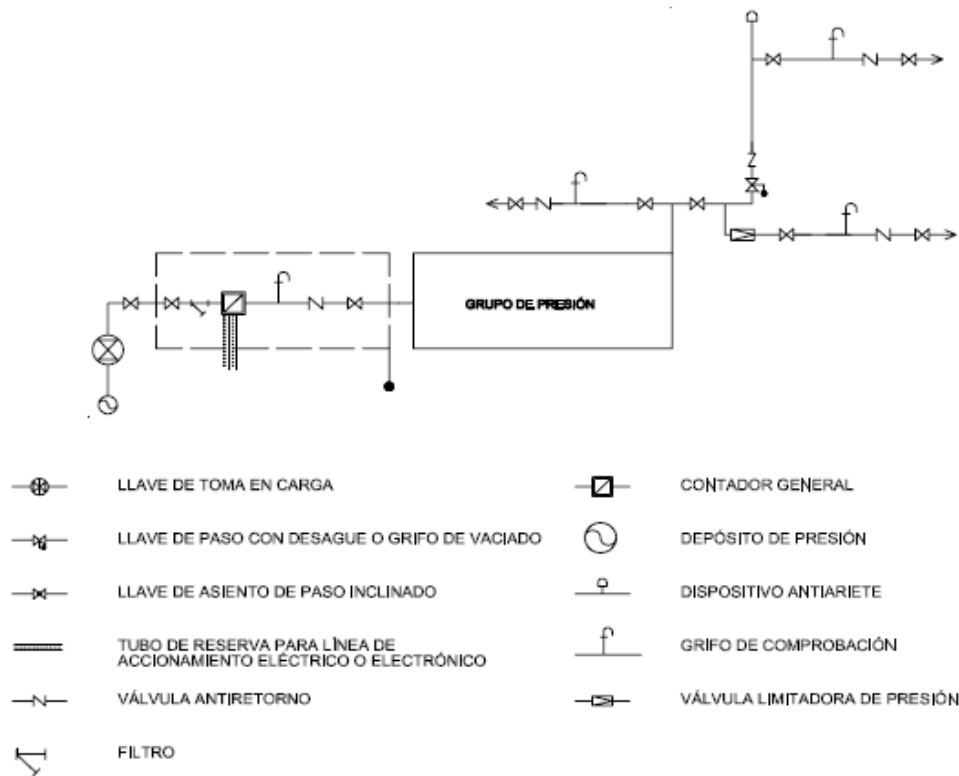 GRUPO DE PRESIÓN
LLAVE DE TOMA EN CARGA
LLAVE DE PASO CON DESAGUE O GRIFO DE VACIADO
LLAVE DE ASIENTO DE PASO INCLINADO
TUBO DE RESERVA PARA LÍNEA DE
ACCIONAMIENTO ELÉCTRICO O ELECTRÓNICO
VÁLVULA ANTIRETORNO
FILTRO
CONTADOR GENERAL
DEPÓSITO DE PRESIÓN
DISPOSITIVO ANTIARIETE
GRIFO DE COMPROBACIÓN
VÁLVULA LIMITADORA DE PRESIÓN